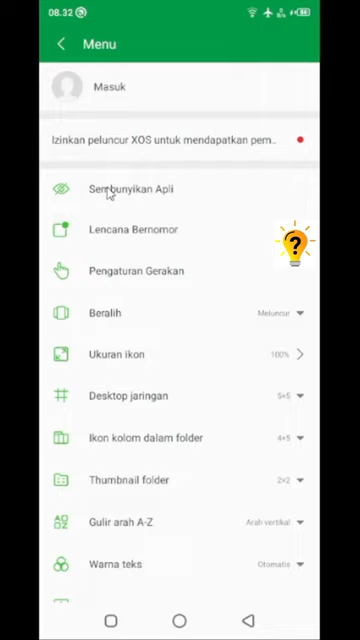 08.32
Menu
Masuk
Izinkan peluncur XOS untuk mendapatkan pem..
Sembunyikan Apli
Lencana Bernomor
?
Pengaturan Gerakan
Beralih Meluncur
Ukuran ikon 100%
Desktop jaringan 5×5
Ikon kolom dalam folder 4×5
Thumbnail folder 2×2
Gulir arah A-Z Arah vertikal
Warna teks Otomatis